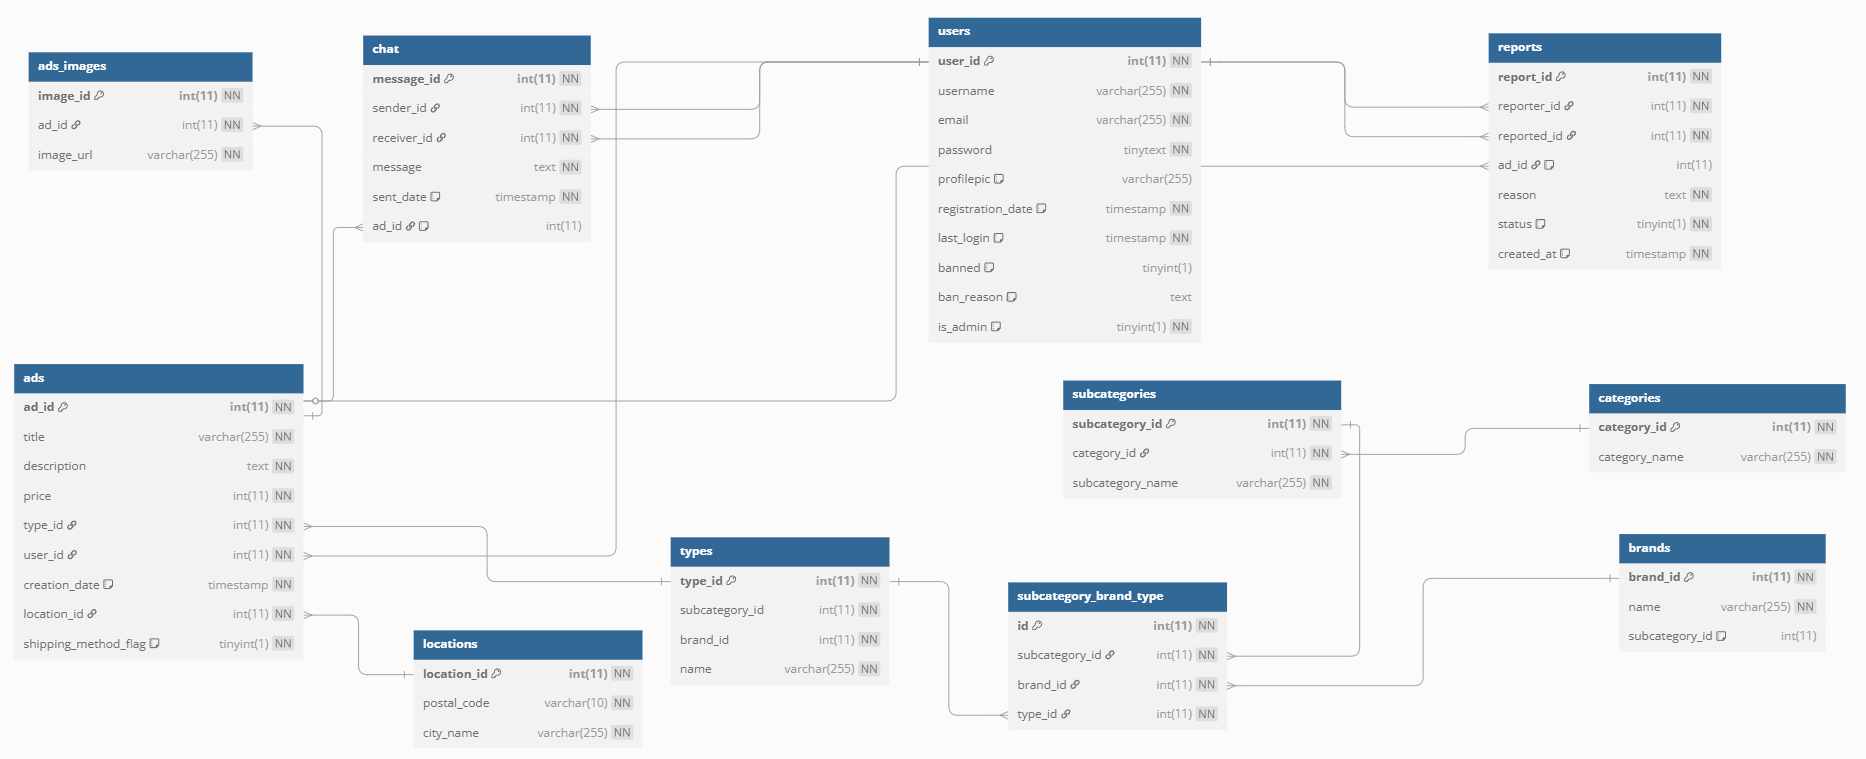 ads_images
image_id int(11) NN
ad_id int(11) NN
image_url varchar(255) NN
chat
message_id int(11) NN
sender_id int(11) NN
receiver_id int(11) NN
message text NN
sent_date timestamp NN
ad_id int(11)
users
user_id int(11) NN
username varchar(255) NN
email varchar(255) NN
password tinytext NN
profilepic varchar(255)
registration_date timestamp NN
last_login timestamp NN
banned tinyint(1)
ban_reason text
is_admin tinyint(1) NN
reports
report_id int(11) NN
reporter_id int(11) NN
reported_id int(11) NN
ad_id int(11)
reason text NN
status tinyint(1) NN
created_at timestamp NN
ads
ad_id int(11) NN
title varchar(255) NN
description text NN
price int(11) NN
type_id int(11) NN
user_id int(11) NN
creation_date timestamp NN
location_id int(11) NN
shipping_method_flag tinyint(1) NN
locations
location_id int(11) NN
postal_code varchar(10) NN
city_name varchar(255) NN
types
type_id int(11) NN
subcategory_id int(11) NN
brand_id int(11) NN
name varchar(255) NN
subcategories
subcategory_id int(11) NN
category_id int(11) NN
subcategory_name varchar(255) NN
categories
category_id int(11) NN
category_name varchar(255) NN
subcategory_brand_type
id int(11) NN
subcategory_id int(11) NN
brand_id int(11) NN
type_id int(11) NN
brands
brand_id int(11) NN
name varchar(255) NN
subcategory_id int(11)